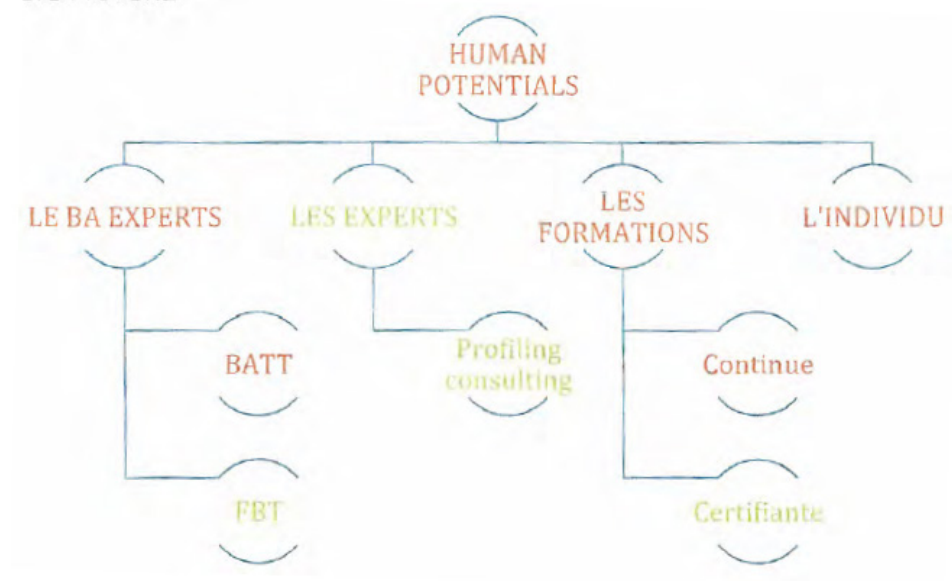 HUMAN
POTENTIALS
LE BA EXPERTS
LES EXPERTS
LES
FORMATIONS
L'INDIVIDU
BATT
Profiling
consulting
Continue
FBT
Certifiante